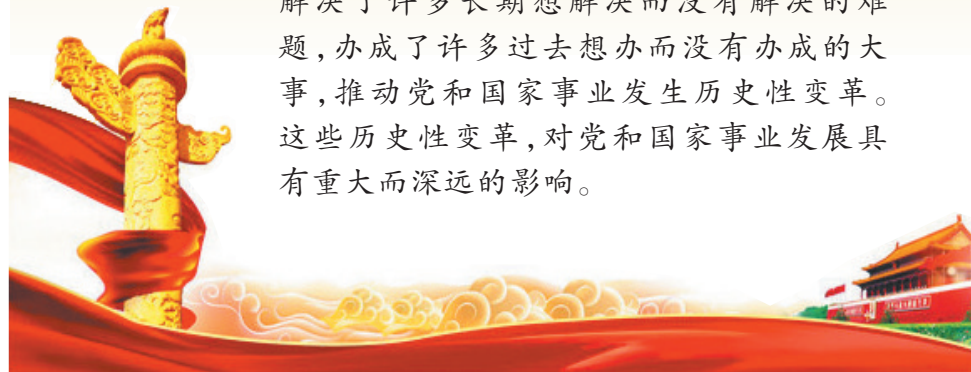 解决了许多长期想解决而没有解决的难
题,办成了许多过去想办而没有办成的大
事,推动党和国家事业发生历史性变革。
这些历史性变革,对党和国家事业发展具
有重大而深远的影响。